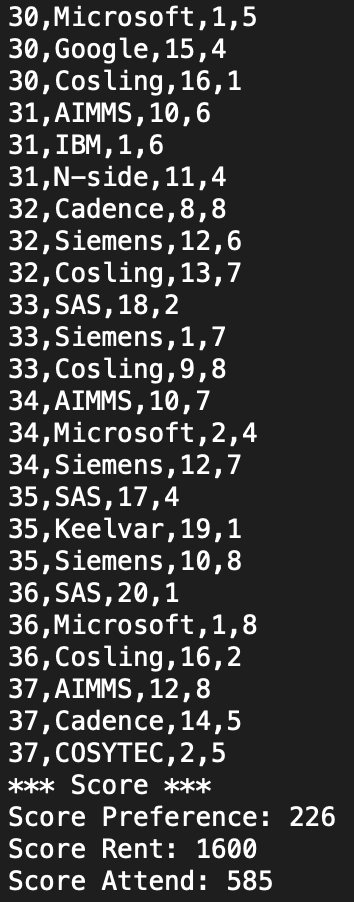 30,Microsoft,1,5
30,Google,15,4
30,Cosling,16,1
31,AIMMS,10,6
31,IBM,1,6
31,N-side,11,4
32,Cadence,8,8
32,Siemens,12,6
32,Cosling,13,7
33,SAS,18,2
33,Siemens,1,7
33,Cosling,9,8
34,AIMMS,10,7
34,Microsoft,2,4
34,Siemens,12,7
35,SAS,17,4
35,Keelvar,19,1
35,Siemens,10,8
36,SAS,20,1
36,Microsoft,1,8
36,Cosling,16,2
37,AIMMS,12,8
37,Cadence,14,5
37,COSYTEC,2,5
*** Score ***
Score Preference: 226
Score Rent: 1600
Score Attend: 585